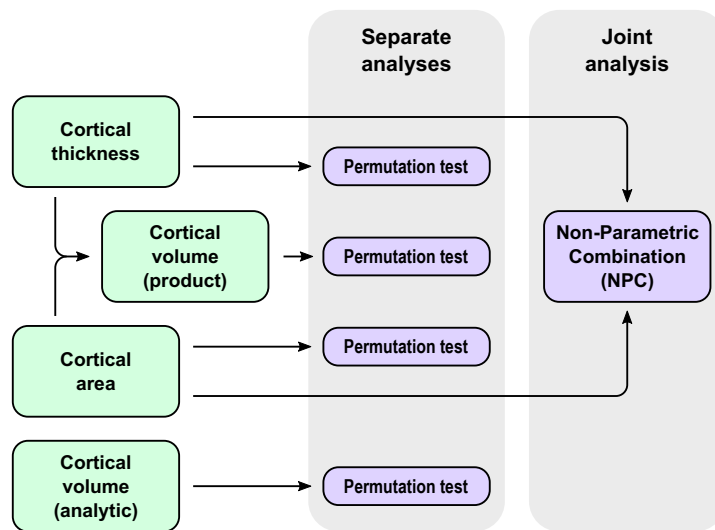 Separate
analyses
Joint
analysis
Cortical
thickness
Permutation test
Cortical
volume
(product)
Permutation test
Non-Parametric
Combination
(NPC)
Cortical
area
Permutation test
Cortical
volume
(analytic)
Permutation test